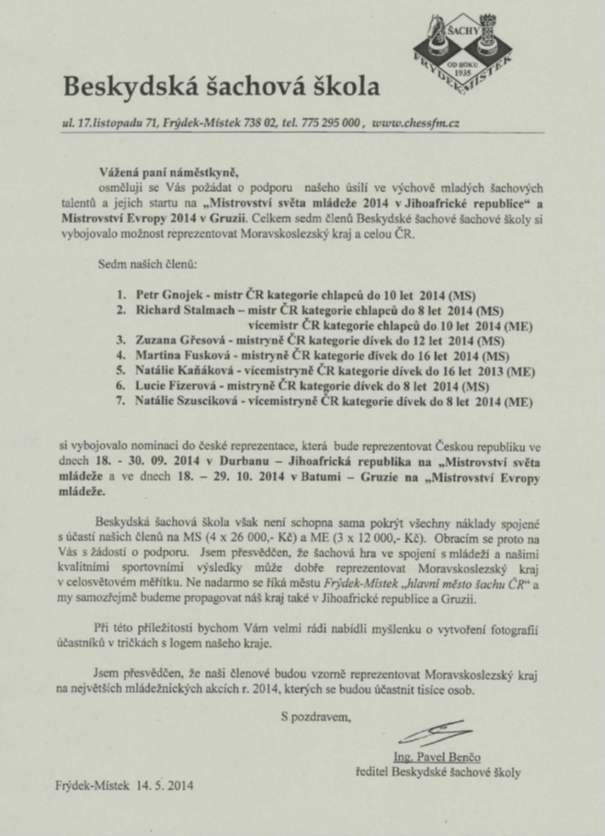 ŠACHY
OD ROKU
1935
FRÝDEK-MÍSTEK
Beskydská šachová škola
ul. 17.listopadu 71, Frýdek-Místek 738 02, tel. 775 295 000 , www.chessfm.cz
Vážená paní náměstkyně,
osměluji se Vás požádat o podporu našeho úsilí ve výchově mladých šachových
talentů a jejich startu na „Mistrovství světa mládeže 2014 v Jihoafrické republice“ a
Mistrovství Evropy 2014 v Gruzii. Celkem sedm členů Beskydské šachové šachové školy si
vybojovalo možnost reprezentovat Moravskoslezský kraj a celou ČR.
Sedm našich členů:
1. Petr Gnojek - mistr ČR kategorie chlapců do 10 let 2014 (MS)
2. Richard Stalmach – mistr ČR kategorie chlapců do 8 let 2014 (MS)
vícemistr ČR kategorie chlapců do 10 let 2014 (ME)
3. Zuzana Gřesová - mistryně ČR kategorie dívek do 12 let 2014 (MS)
4. Martina Fusková - mistryně ČR kategorie dívek do 16 let 2014 (MS)
5. Natálie Kaňáková - vícemistryně ČR kategorie dívek do 16 let 2013 (ME)
6. Lucie Fizerová - mistryně ČR kategorie dívek do 8 let 2014 (MS)
7. Natálie Szuscíková - vícemistryně ČR kategorie dívek do 8 let 2014 (ME)
si vybojovalo nominaci do české reprezentace, která bude reprezentovat Českou republiku ve
dnech 18. - 30. 09. 2014 v Durbanu – Jihoafrická republika na „Mistrovství světa
mládeže a ve dnech 18. – 29. 10. 2014 v Batumi – Gruzie na „Mistrovství Evropy
mládeže.
Beskydská šachová škola však není schopna sama pokrýt všechny náklady spojené
s účastí našich členů na MS (4 x 26 000,- Kč) a ME (3 x 12 000,- Kč). Obracím se proto na
Vás s žádostí o podporu. Jsem přesvědčen, že šachová hra ve spojení s mládeží a našimi
kvalitními sportovními výsledky může dobře reprezentovat Moravskoslezský kraj
v celosvětovém měřítku. Ne nadarmo se říká městu Frýdek-Místek „hlavní město šachu ČR“ a
my samozřejmě budeme propagovat náš kraj také v Jihoafrické republice a Gruzii.
Při této příležitosti bychom Vám velmi rádi nabídli myšlenku o vytvoření fotografií
účastníků v tričkách s logem našeho kraje.
Jsem přesvědčen, že naši členové budou vzorně reprezentovat Moravskoslezský kraj
na největších mládežnických akcích r. 2014, kterých se budou účastnit tisíce osob.
S pozdravem,
Ing. Pavel Benčo
ředitel Beskydské šachové školy
Frýdek-Místek 14. 5. 2014